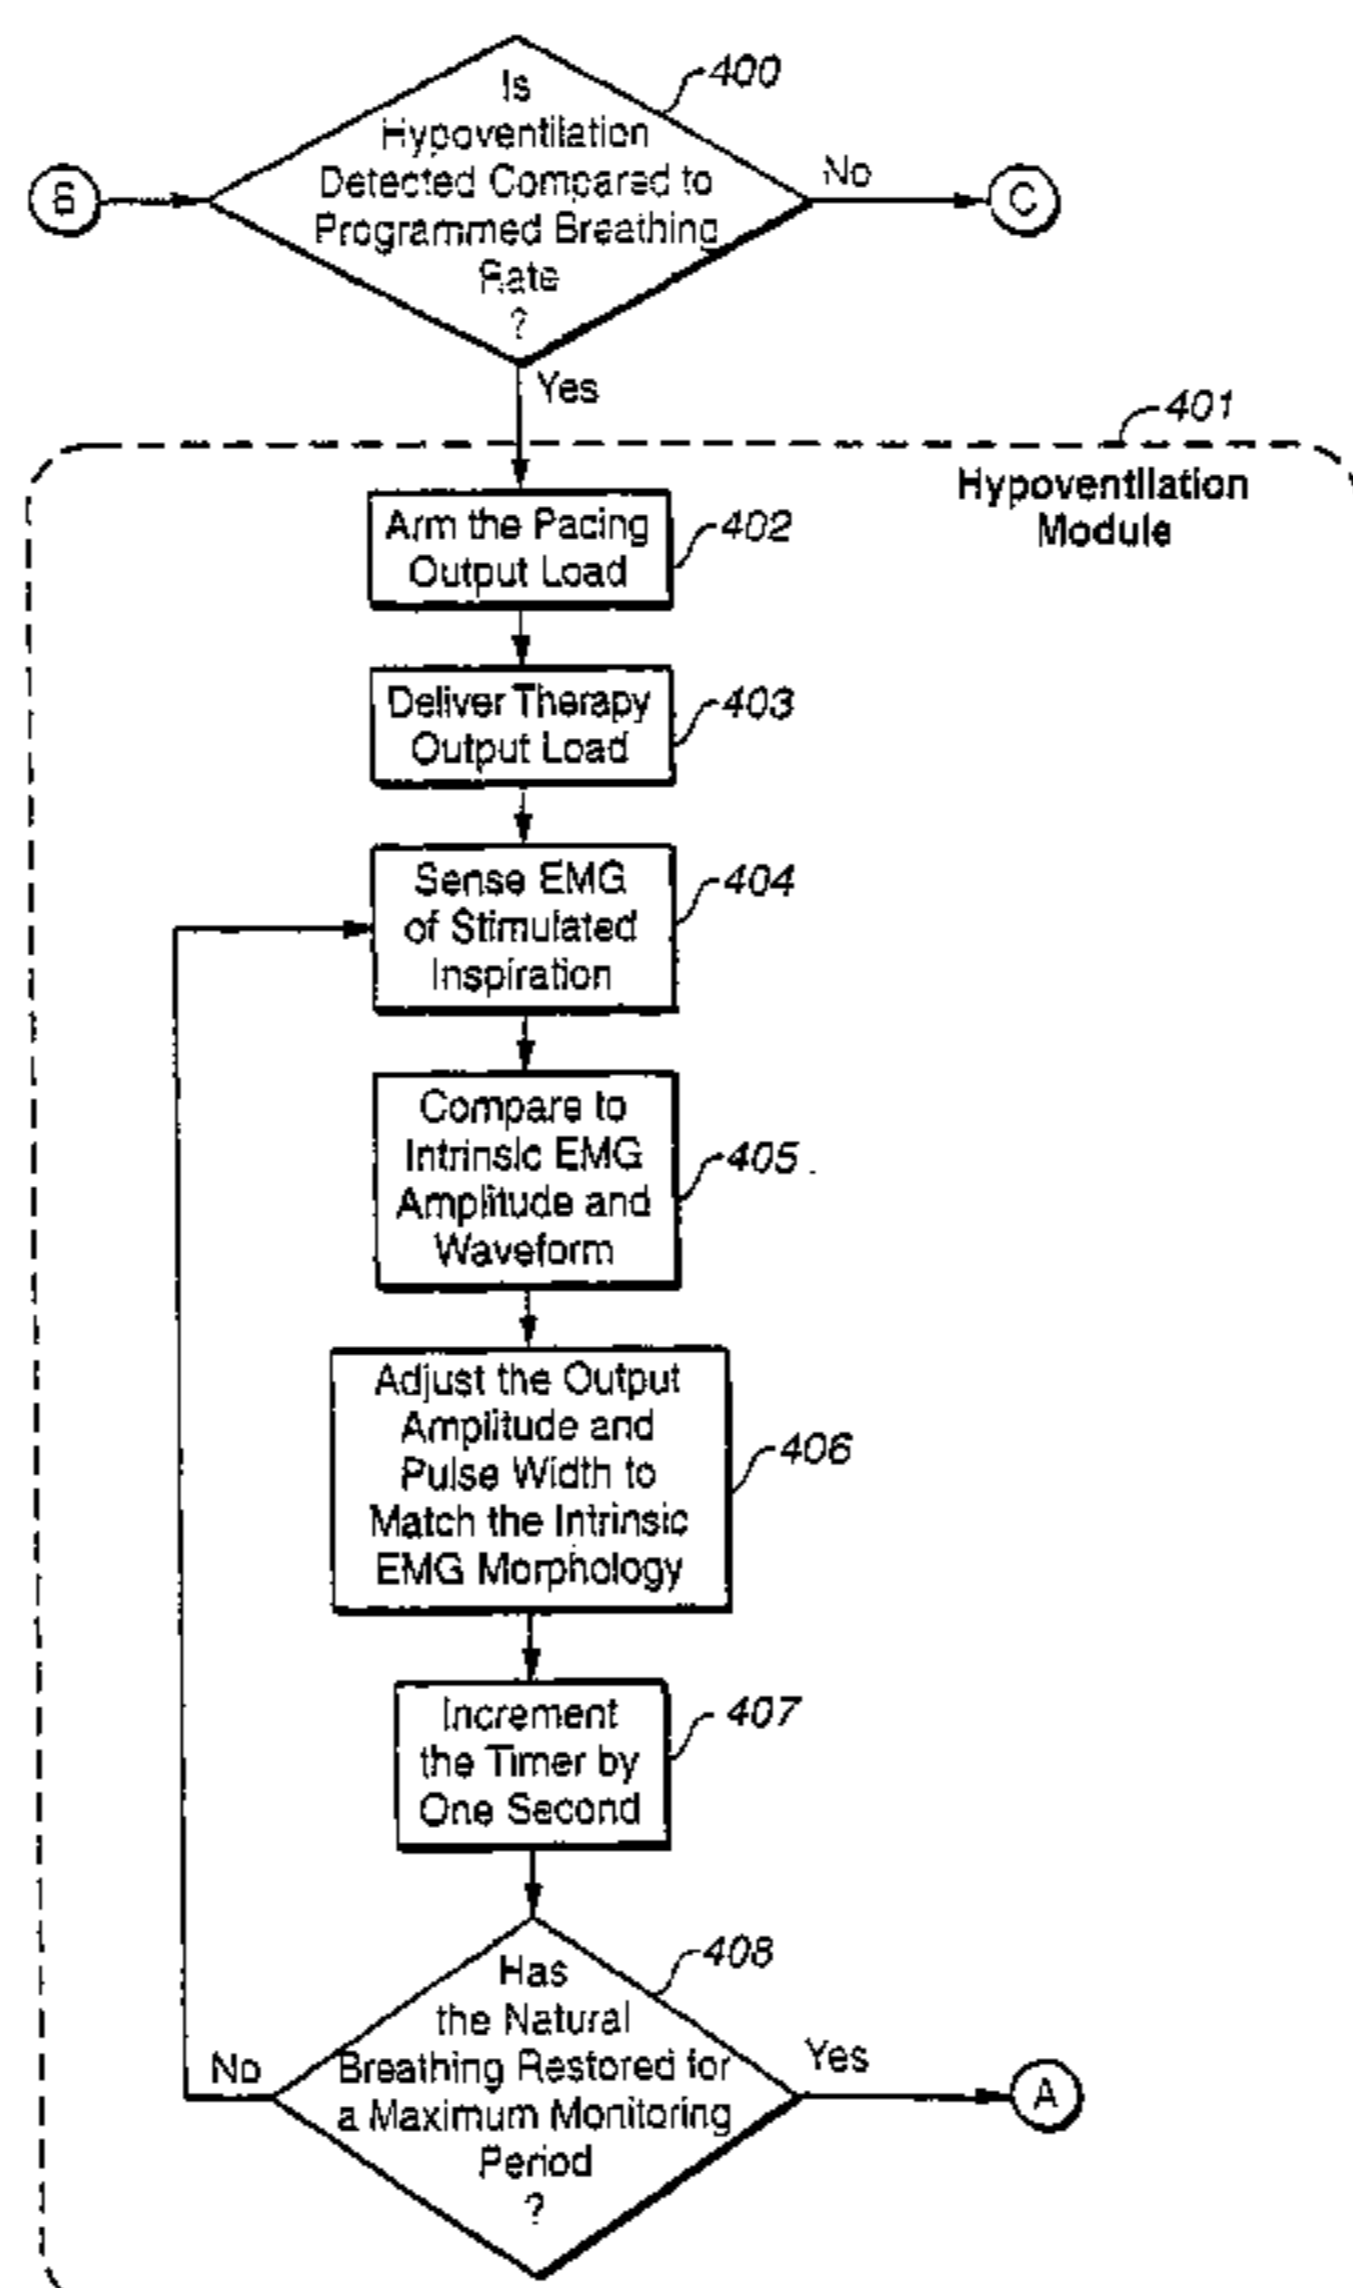 400
Is
Hypoventilation
Detected Compared to
Programmed Breathing
Rate
?
No
C
Yes
401
Hypoventilation
Module
Arm the Pacing
Output Load
402
Deliver Therapy
Output Load
403
Sense EMG
of Stimulated
Inspiration
404
Compare to
Intrinsic EMG
Amplitude and
Waveform
405
Adjust the Output
Amplitude and
Pulse Width to
Match the Intrinsic
EMG Morphology
406
Increment
the Timer by
One Second
407
408
Has
the Natural
Breathing Restored for
a Maximum Monitoring
Period
?
No
Yes
A